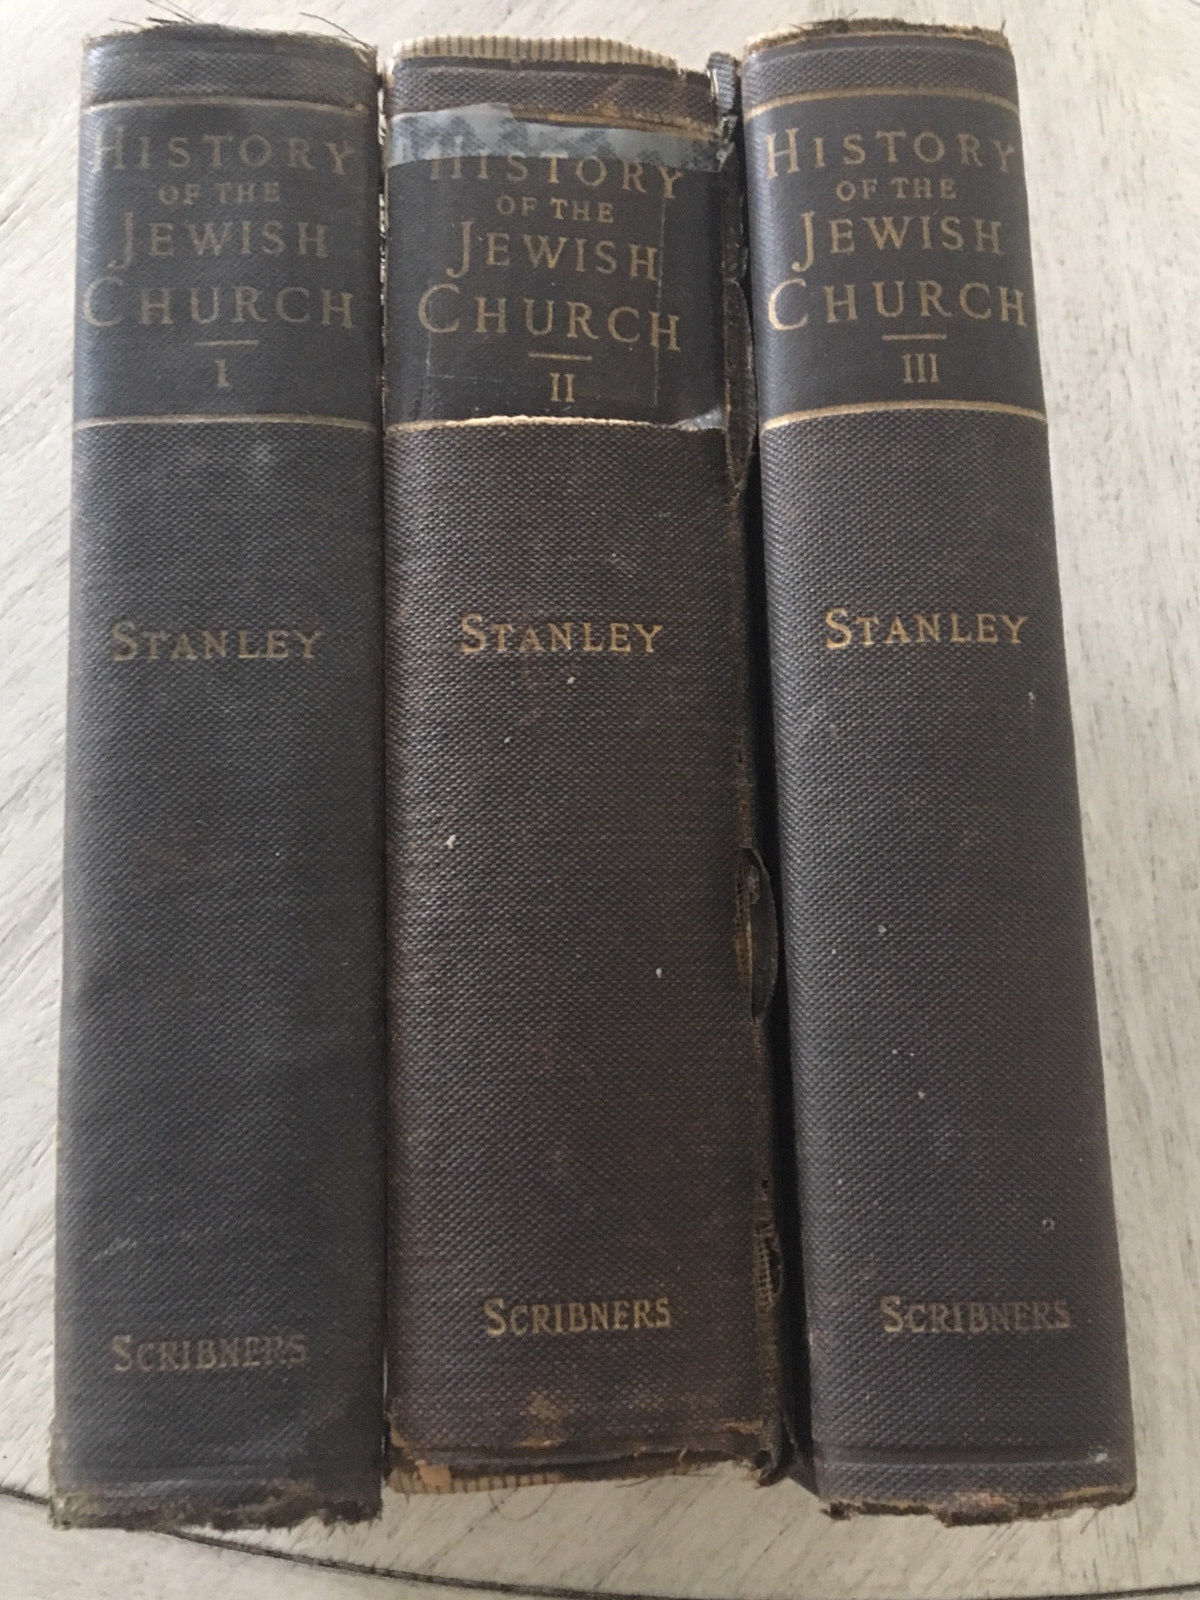 HISTORY
OF THE
JEWISH
CHURCH
I
STANLEY
SCRIBNERS
HISTORY
OF THE
JEWISH
CHURCH
II
STANLEY
SCRIBNERS
HISTORY
OF THE
JEWISH
CHURCH
III
STANLEY
SCRIBNERS